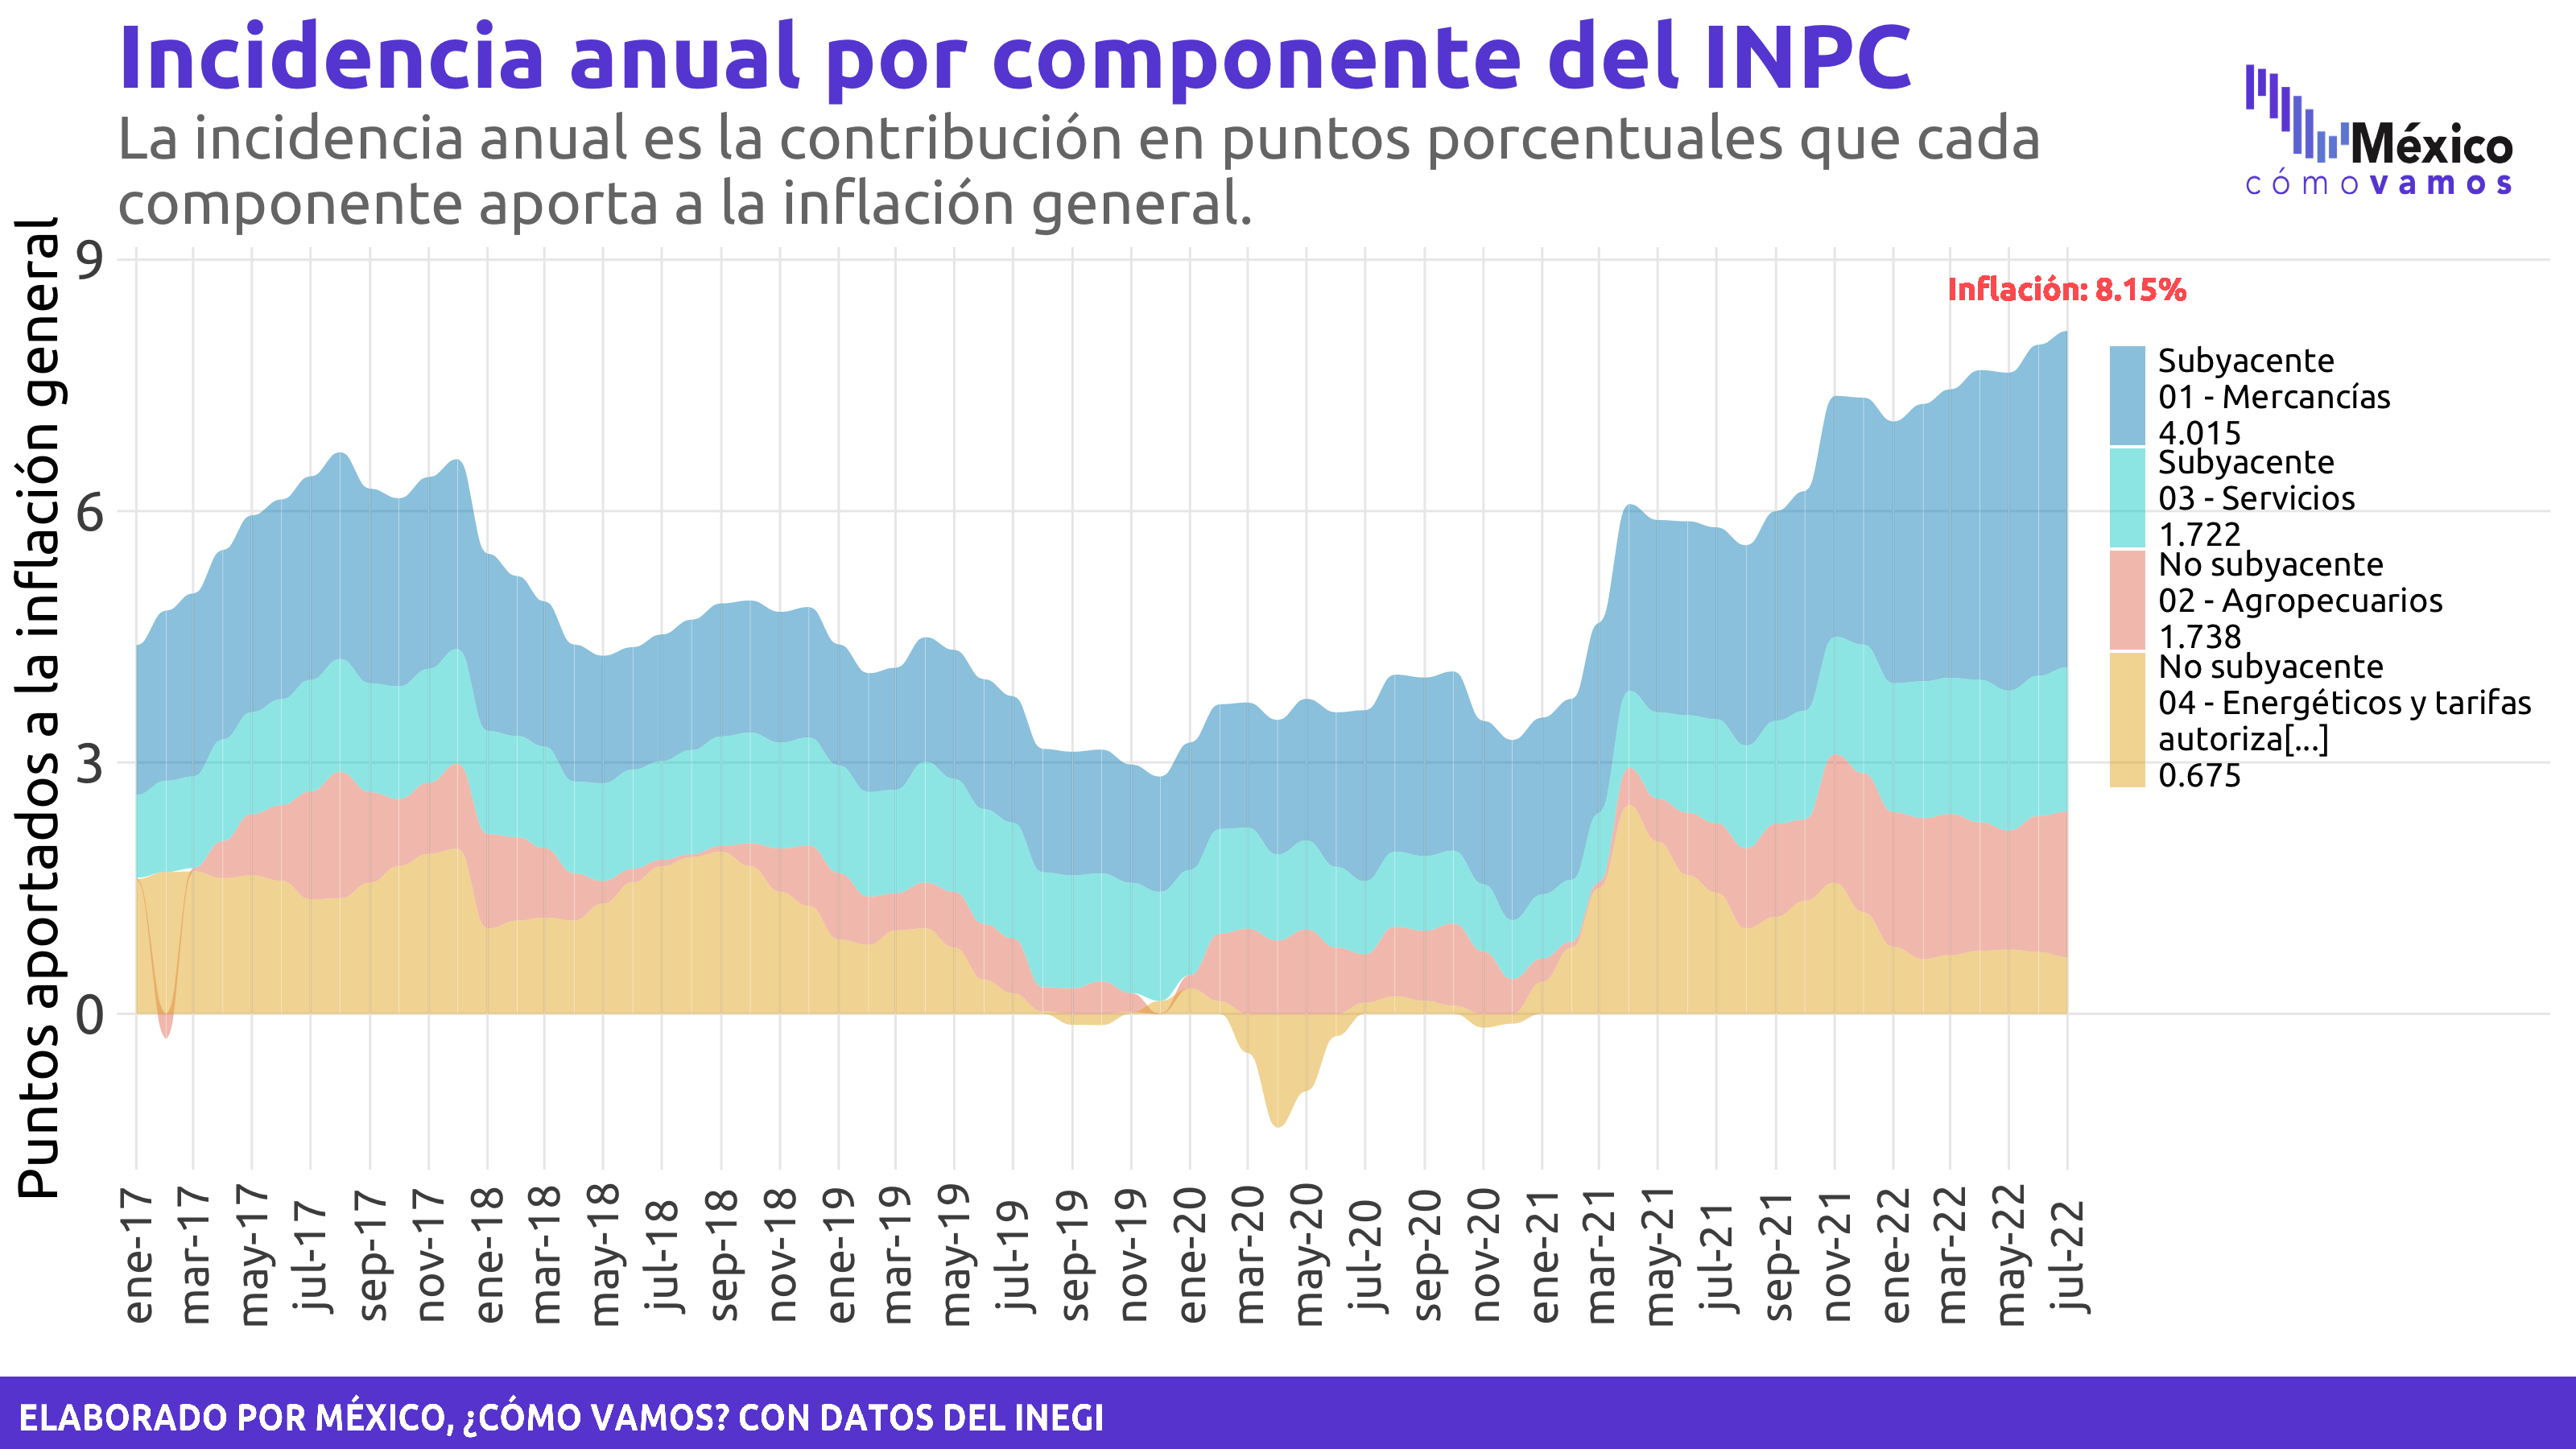 Incidencia anual por componente del INPC
La incidencia anual es la contribución en puntos porcentuales que cada
componente aporta a la inflación general.
México
cómo vamos
Puntos aportados a la inflación general
9
6
3
0
Inflación: 8.15%
Subyacente
01 - Mercancías
4.015
Subyacente
03 - Servicios
1.722
No subyacente
02 - Agropecuarios
1.738
No subyacente
04 - Energéticos y tarifas
autoriza[...]
0.675
ene-17
mar-17
may-17
jul-17
sep-17
nov-17
ene-18
mar-18
may-18
jul-18
sep-18
nov-18
ene-19
mar-19
may-19
jul-19
sep-19
nov-19
ene-20
mar-20
may-20
jul-20
sep-20
nov-20
ene-21
mar-21
may-21
jul-21
sep-21
nov-21
ene-22
mar-22
may-22
jul-22
ELABORADO POR MÉXICO, ¿CÓMO VAMOS? CON DATOS DEL INEGI